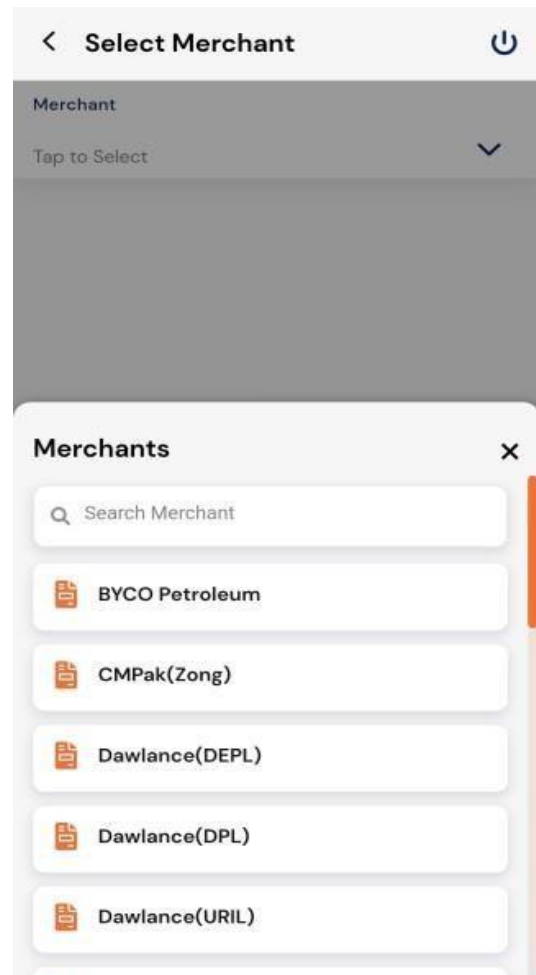 Select Merchant
Merchant
Tap to Select
Merchants
Search Merchant
BYCO Petroleum
CMPak(Zong)
Dawlance(DEPL)
Dawlance(DPL)
Dawlance(URIL)